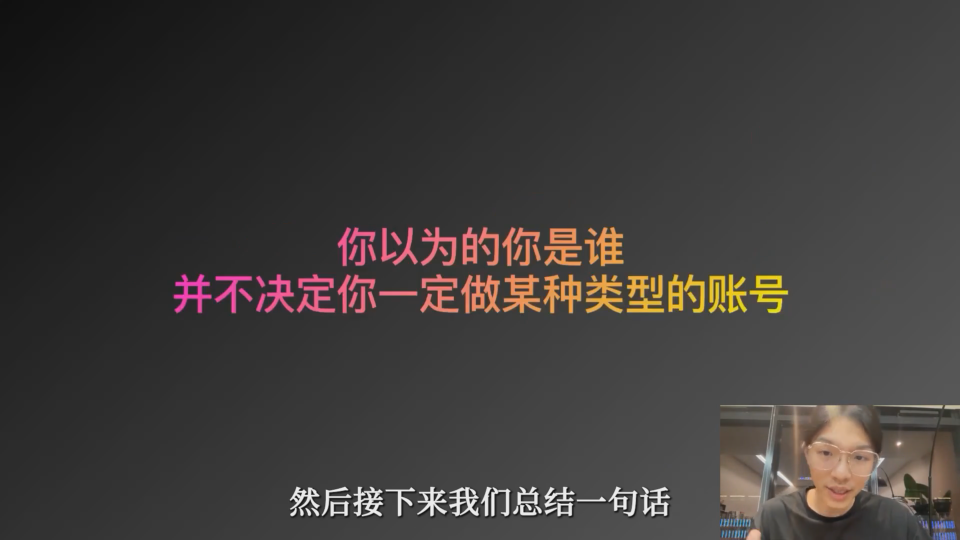 你以为的你是谁
并不决定你一定做某种类型的账号
然后接下来我们总结一句话